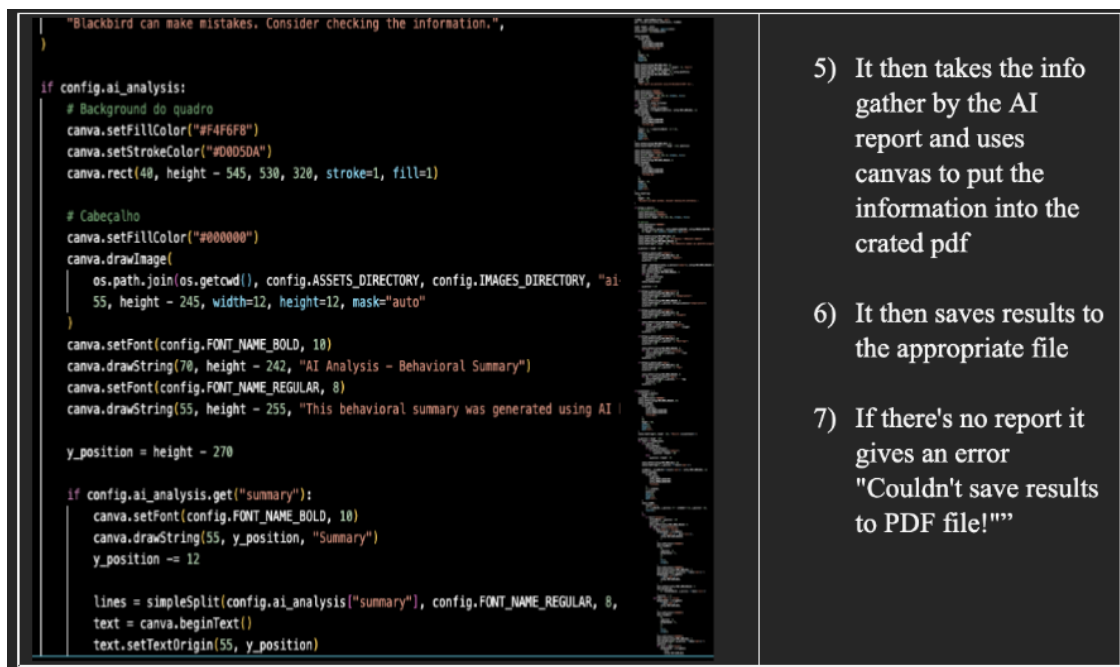 "Blackbird can make mistakes. Consider checking the information.",
)
if config.ai_analysis:
# Background do quadro
canva.setFillColor("#F4F6F8")
canva.setStrokeColor("#D0D5DA")
canva.rect(40, height - 545, 530, 320, stroke=1, fill=1)
# Cabeçalho
canva.setFillColor("#000000")
canva.drawImage(
os.path.join(os.getcwd(), config.ASSETS_DIRECTORY, config.IMAGES_DIRECTORY, "ai-
55, height - 245, width=12, height=12, mask="auto"
)
canva.setFont(config.FONT_NAME_BOLD, 10)
canva.drawString(70, height - 242, "AI Analysis – Behavioral Summary")
canva.setFont(config.FONT_NAME_REGULAR, 8)
canva.drawString(55, height - 255, "This behavioral summary was generated using AI
y_position = height - 270
if config.ai_analysis.get("summary"):
canva.setFont(config.FONT_NAME_BOLD, 10)
canva.drawString(55, y_position, "Summary")
y_position -= 12
lines = simpleSplit(config.ai_analysis["summary"], config.FONT_NAME_REGULAR, 8,
text = canva.beginText()
text.setTextOrigin(55, y_position)
5) It then takes the info
gather by the AI
report and uses
canvas to put the
information into the
crated pdf
6) It then saves results to
the appropriate file
7) If there's no report it
gives an error
"Couldn't save results
to PDF file!"”